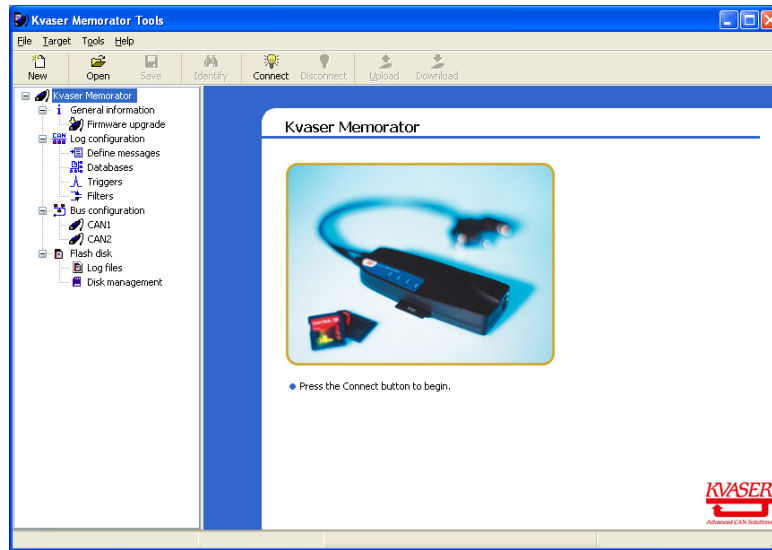 Kvaser Memorator Tools
File Target Tools Help
New Open Save Identify Connect Disconnect Upload Download
Kvaser Memorator
General information
Firmware upgrade
Log configuration
Define messages
Databases
Triggers
Filters
Bus configuration
CAN1
CAN2
Flash disk
Log files
Disk management
Kvaser Memorator
Press the Connect button to begin.
KVASER
Advanced CAN Solutions